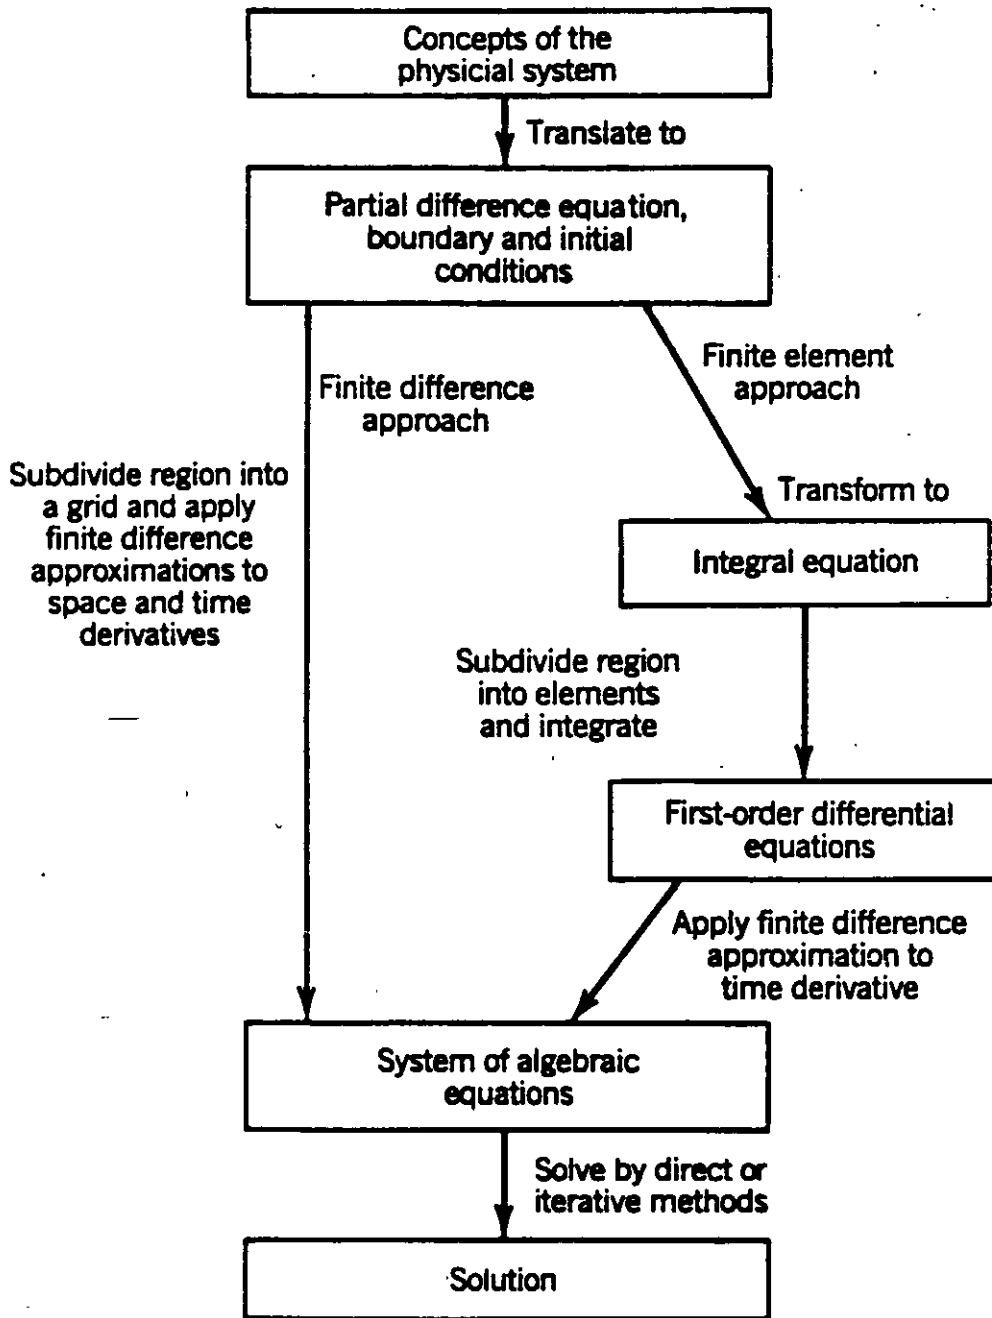 Concepts of the
physicial system
Translate to
Partial difference equation,
boundary and initial
conditions
Finite difference
approach
Subdivide region into
a grid and apply
finite difference
approximations to
space and time
derivatives
Finite element
approach
Transform to
Integral equation
Subdivide region
into elements
and integrate
First-order differential
equations
Apply finite difference
approximation to
time derivative
System of algebraic
equations
Solve by direct or
iterative methods
Solution